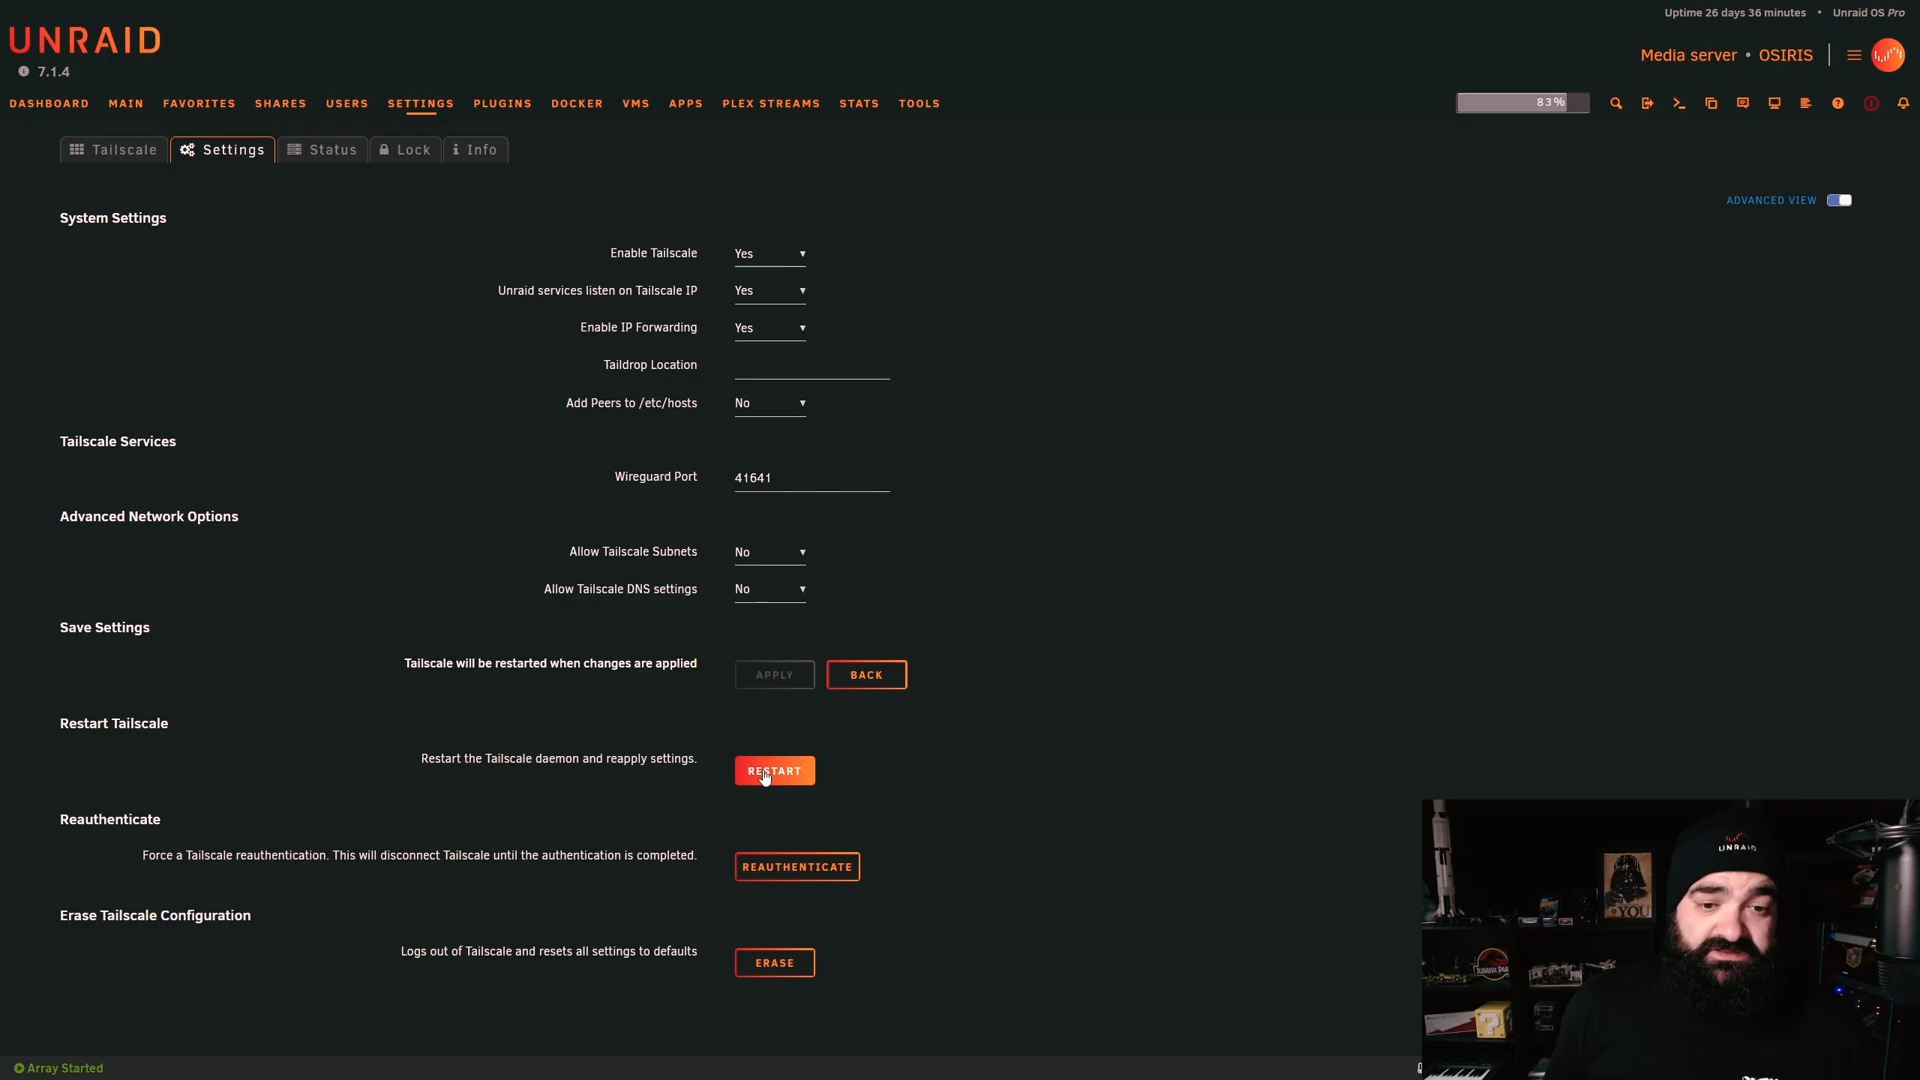 Uptime 26 days 36 minutes • Unraid OS Pro
UNRAID
7.1.4
Media server • OSIRIS
DASHBOARD MAIN FAVORITES SHARES USERS SETTINGS PLUGINS DOCKER VMS APPS PLEX STREAMS STATS TOOLS
83%
Tailscale Settings Status Lock Info
ADVANCED VIEW
System Settings
Enable Tailscale Yes
Unraid services listen on Tailscale IP Yes
Enable IP Forwarding Yes
Taildrop Location
Add Peers to /etc/hosts No
Tailscale Services
Wireguard Port 41641
Advanced Network Options
Allow Tailscale Subnets No
Allow Tailscale DNS settings No
Save Settings
Tailscale will be restarted when changes are applied APPLY BACK
Restart Tailscale
Restart the Tailscale daemon and reapply settings. RESTART
Reauthenticate
Force a Tailscale reauthentication. This will disconnect Tailscale until the authentication is completed. REAUTHENTICATE
Erase Tailscale Configuration
Logs out of Tailscale and resets all settings to defaults ERASE
Array Started
UNRAID
YOU
JURASSIC PARK